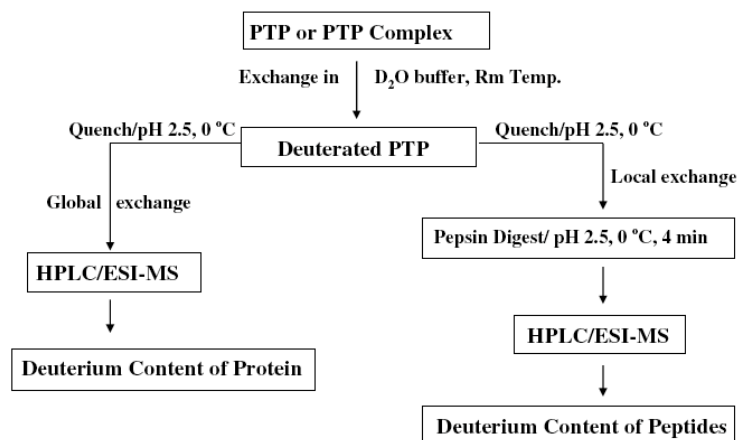 PTP or PTP Complex
Exchange in D₂O buffer, Rm Temp.
Quench/pH 2.5, 0 °C
Quench/pH 2.5, 0 °C
Deuterated PTP
Local exchange
Global exchange
Pepsin Digest/ pH 2.5, 0 °C, 4 min
HPLC/ESI-MS
HPLC/ESI-MS
Deuterium Content of Protein
Deuterium Content of Peptides